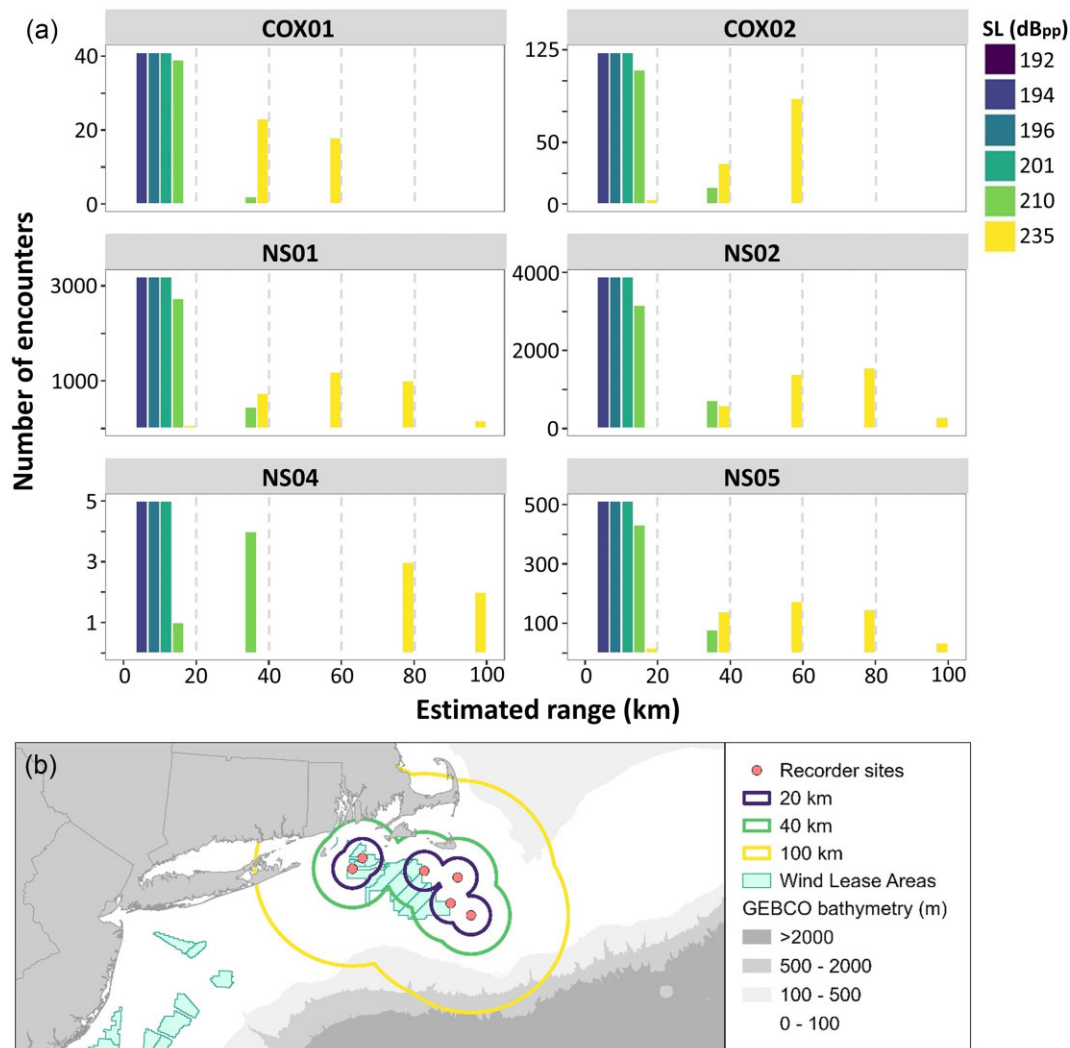 (a)
COX01
COX02
SL (dBpp)
192
194
196
201
210
235
40
20
0
125
50
0
NS01
NS02
3000
1000
4000
2000
0
NS04
NS05
5
3
1
500
300
100
0
20
40
60
80
100
0
20
40
60
80
100
Number of encounters
Estimated range (km)
(b)
Recorder sites
20 km
40 km
100 km
Wind Lease Areas
GEBCO bathymetry (m)
>2000
500 - 2000
100 - 500
0 - 100